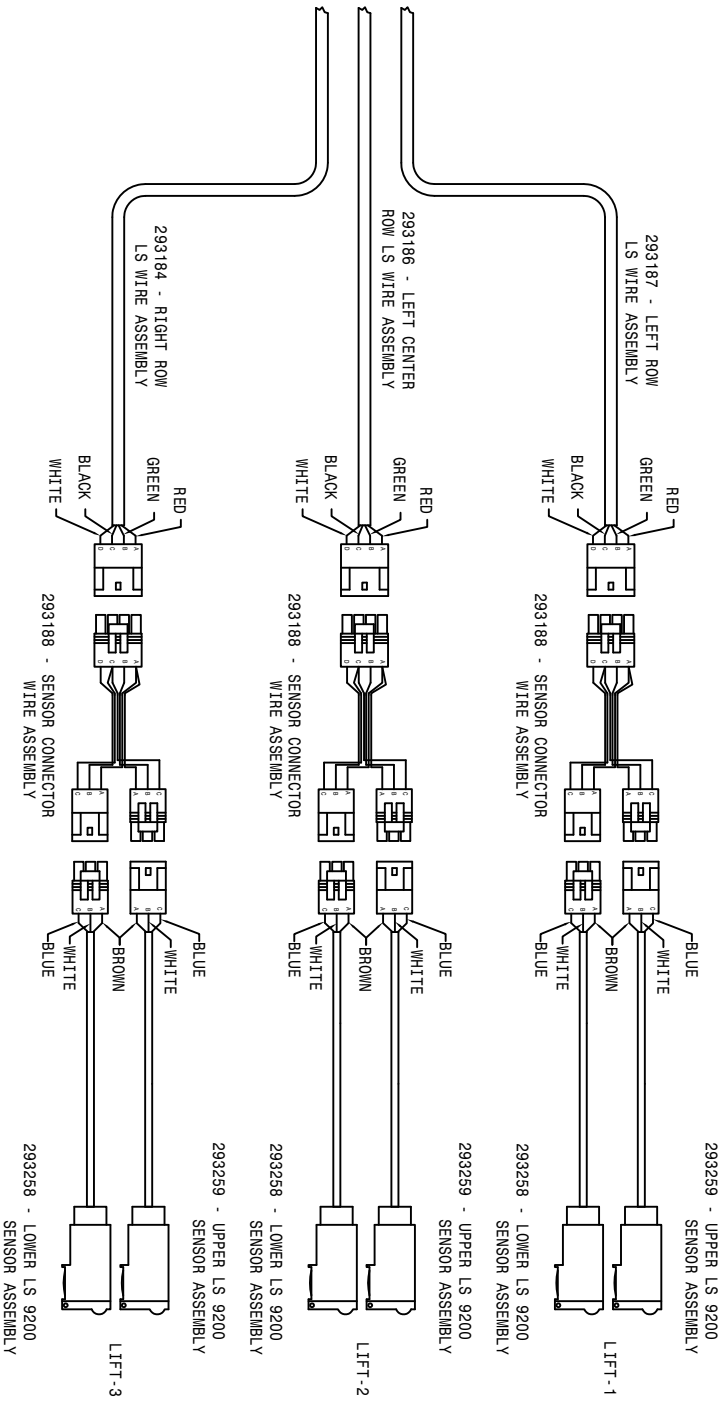 293187 - LEFT ROW
LS WIRE ASSEMBLY
RED
GREEN
BLACK
WHITE
A
B
C
D
293188 - SENSOR CONNECTOR
WIRE ASSEMBLY
A
B
C
D
C
B
A
A
B
C
C
B
A
A
B
C
BLUE
WHITE
BROWN
WHITE
BLUE
293259 - UPPER LS 9200
SENSOR ASSEMBLY
LIFT-1
293258 - LOWER LS 9200
SENSOR ASSEMBLY
293186 - LEFT CENTER
ROW LS WIRE ASSEMBLY
RED
GREEN
BLACK
WHITE
A
B
C
D
293188 - SENSOR CONNECTOR
WIRE ASSEMBLY
A
B
C
D
C
B
A
A
B
C
C
B
A
A
B
C
BLUE
WHITE
BROWN
WHITE
BLUE
293259 - UPPER LS 9200
SENSOR ASSEMBLY
LIFT-2
293258 - LOWER LS 9200
SENSOR ASSEMBLY
293184 - RIGHT ROW
LS WIRE ASSEMBLY
RED
GREEN
BLACK
WHITE
A
B
C
D
293188 - SENSOR CONNECTOR
WIRE ASSEMBLY
A
B
C
D
C
B
A
A
B
C
C
B
A
A
B
C
BLUE
WHITE
BROWN
WHITE
BLUE
293259 - UPPER LS 9200
SENSOR ASSEMBLY
LIFT-3
293258 - LOWER LS 9200
SENSOR ASSEMBLY